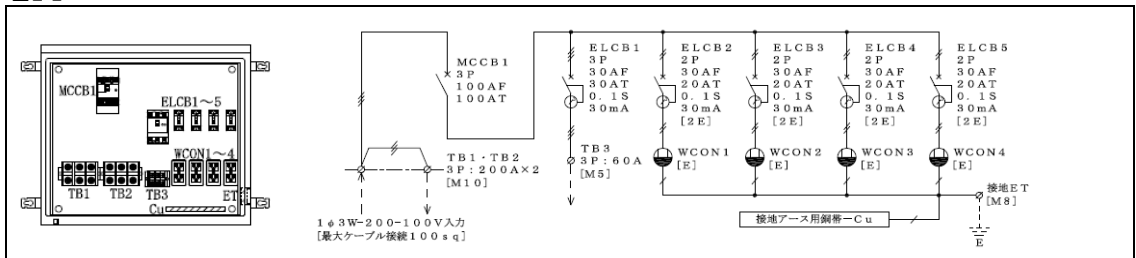 MCCB1
ELCB1～5
WCON1～4
TB1
TB2
TB3
ET
Cu
MCCB1
3P
100AF
100AT
TB1・TB2
3P：200A×2
[M10]
1φ3W-200-100V入力
[最大ケーブル接続100sq]
ELCB1
3P
30AF
30AT
0.1S
30mA
TB3
3P：60A
[M5]
ELCB2
2P
30AF
20AT
0.1S
30mA
[2E]
WCON1
[E]
ELCB3
2P
30AF
20AT
0.1S
30mA
[2E]
WCON2
[E]
ELCB4
2P
30AF
20AT
0.1S
30mA
[2E]
WCON3
[E]
ELCB5
2P
30AF
20AT
0.1S
30mA
[2E]
WCON4
[E]
接地ET
[M8]
E
接地アース用銅帯－Cu